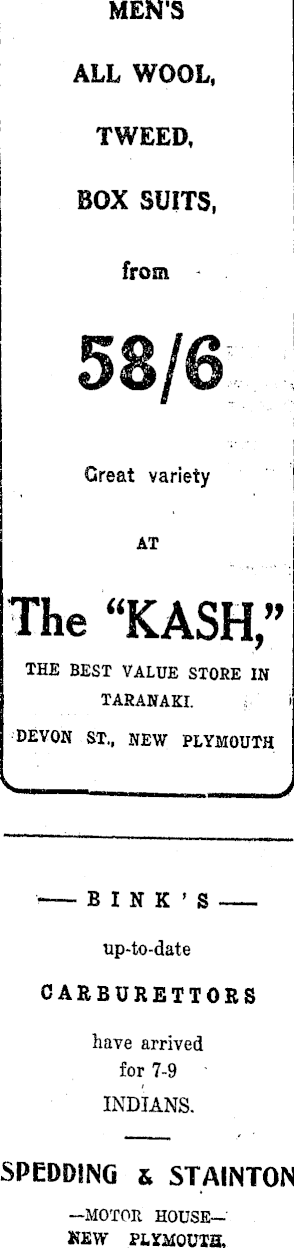 MEN'S
ALL WOOL,
TWEED,
BOX SUITS,
from
58/6
Great variety
AT
The "KASH,"
THE BEST VALUE STORE IN
TARANAKI.
DEVON ST., NEW PLYMOUTH
— BINK'S —
up-to-date
CARBURETTORS
have arrived
for 7-9
INDIANS.
SPEDDING & STAINTON
—MOTOR HOUSE—
NEW PLYMOUTH.